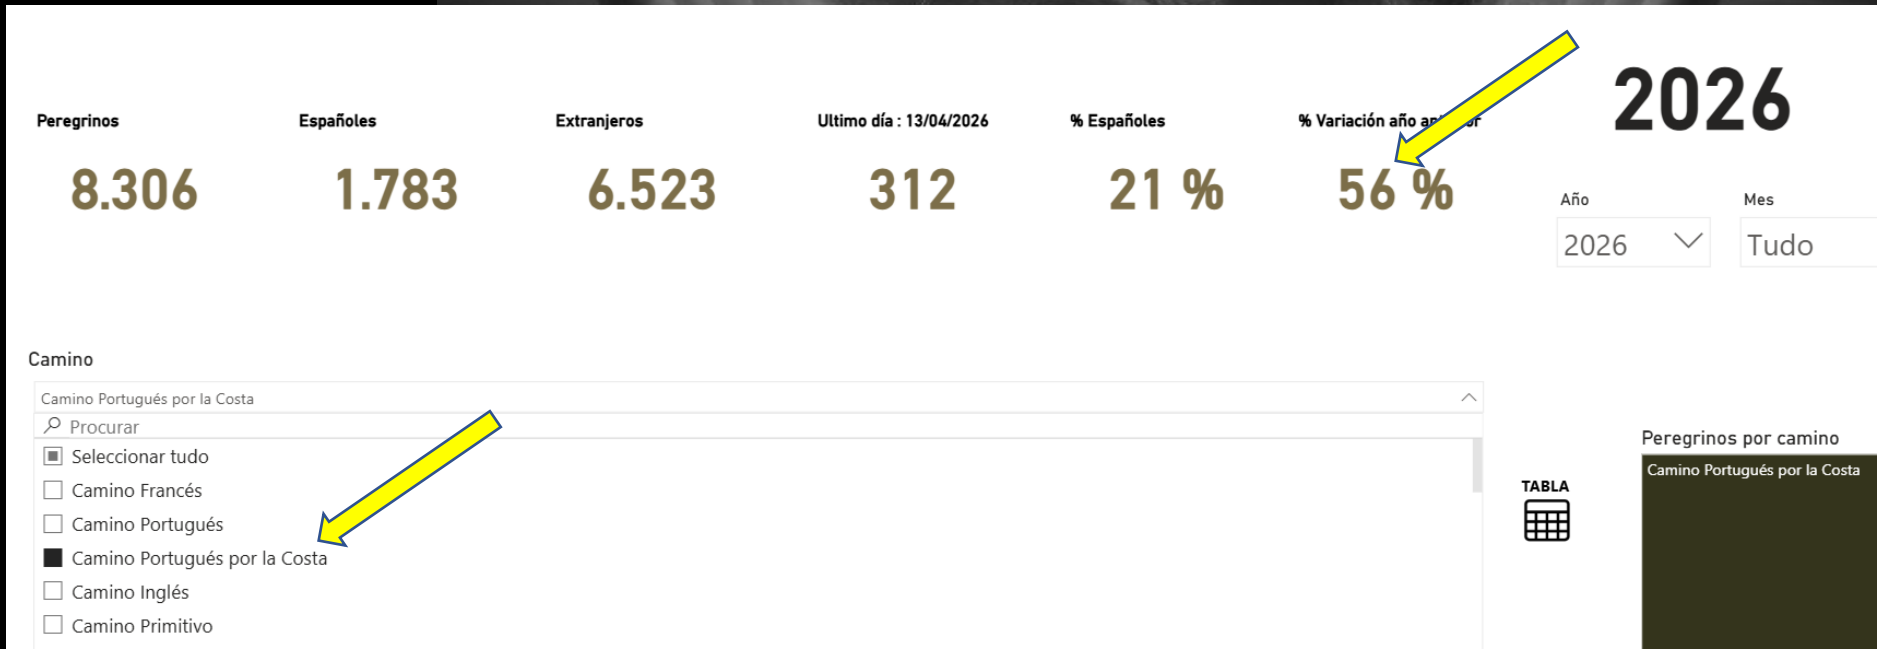 2026
Peregrinos
Españoles
Extranjeros
Ultimo día : 13/04/2026
% Españoles
% Variación año
8.306
1.783
6.523
312
21 %
56 %
Año
Mes
2026
Tudo
Camino
Camino Portugués por la Costa
Procurar
Seleccionar tudo
Camino Francés
Camino Portugués
Camino Portugués por la Costa
Camino Inglés
Camino Primitivo
TABLA
Peregrinos por camino
Camino Portugués por la Costa